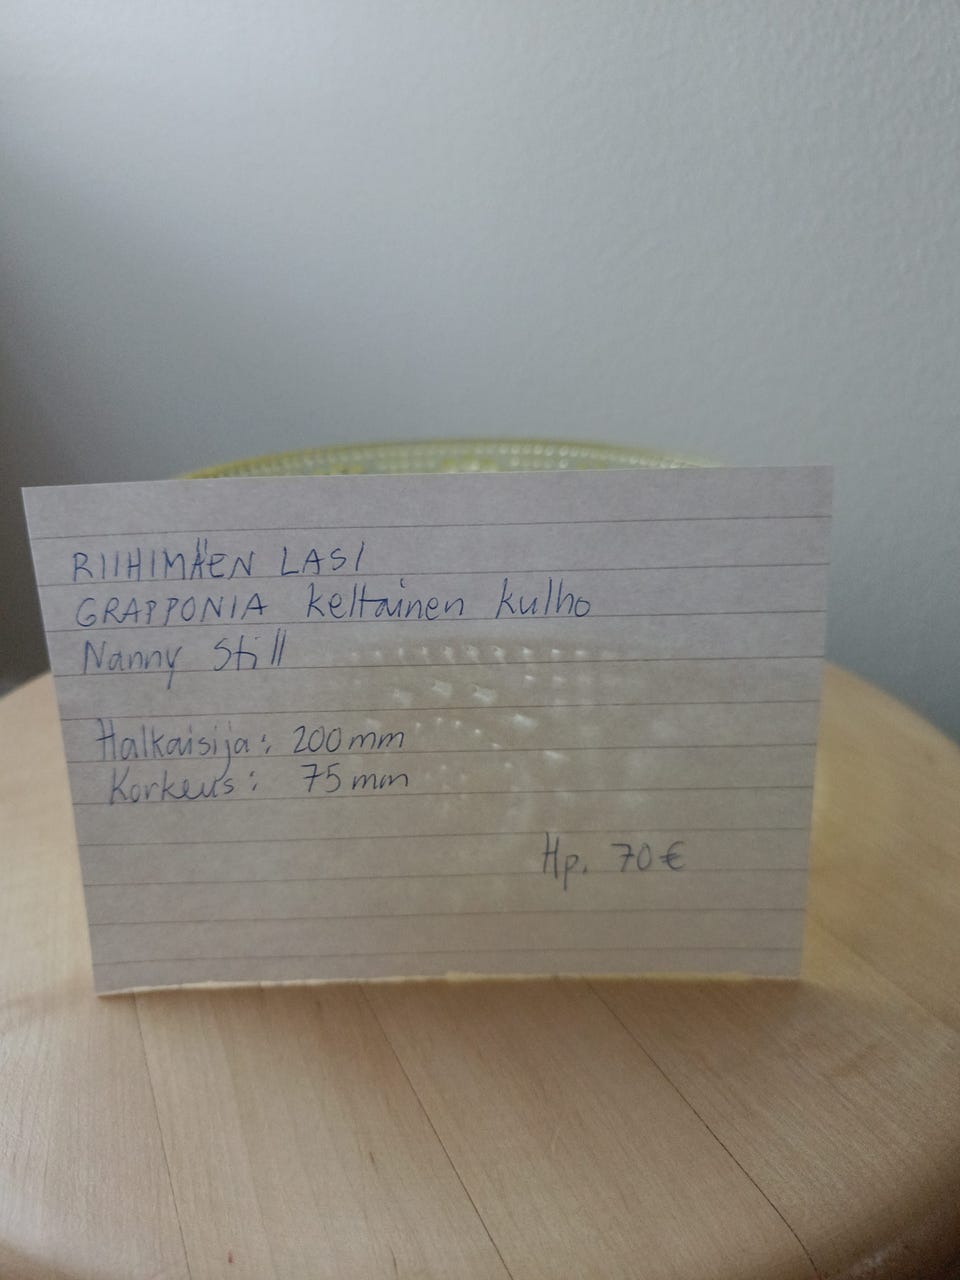 RIIHIMÄEN LASI
GRAPPONIA keltainen kulho
Nanny Still
Halkaisija: 200mm
Korkeus: 75mm
Hp. 70€